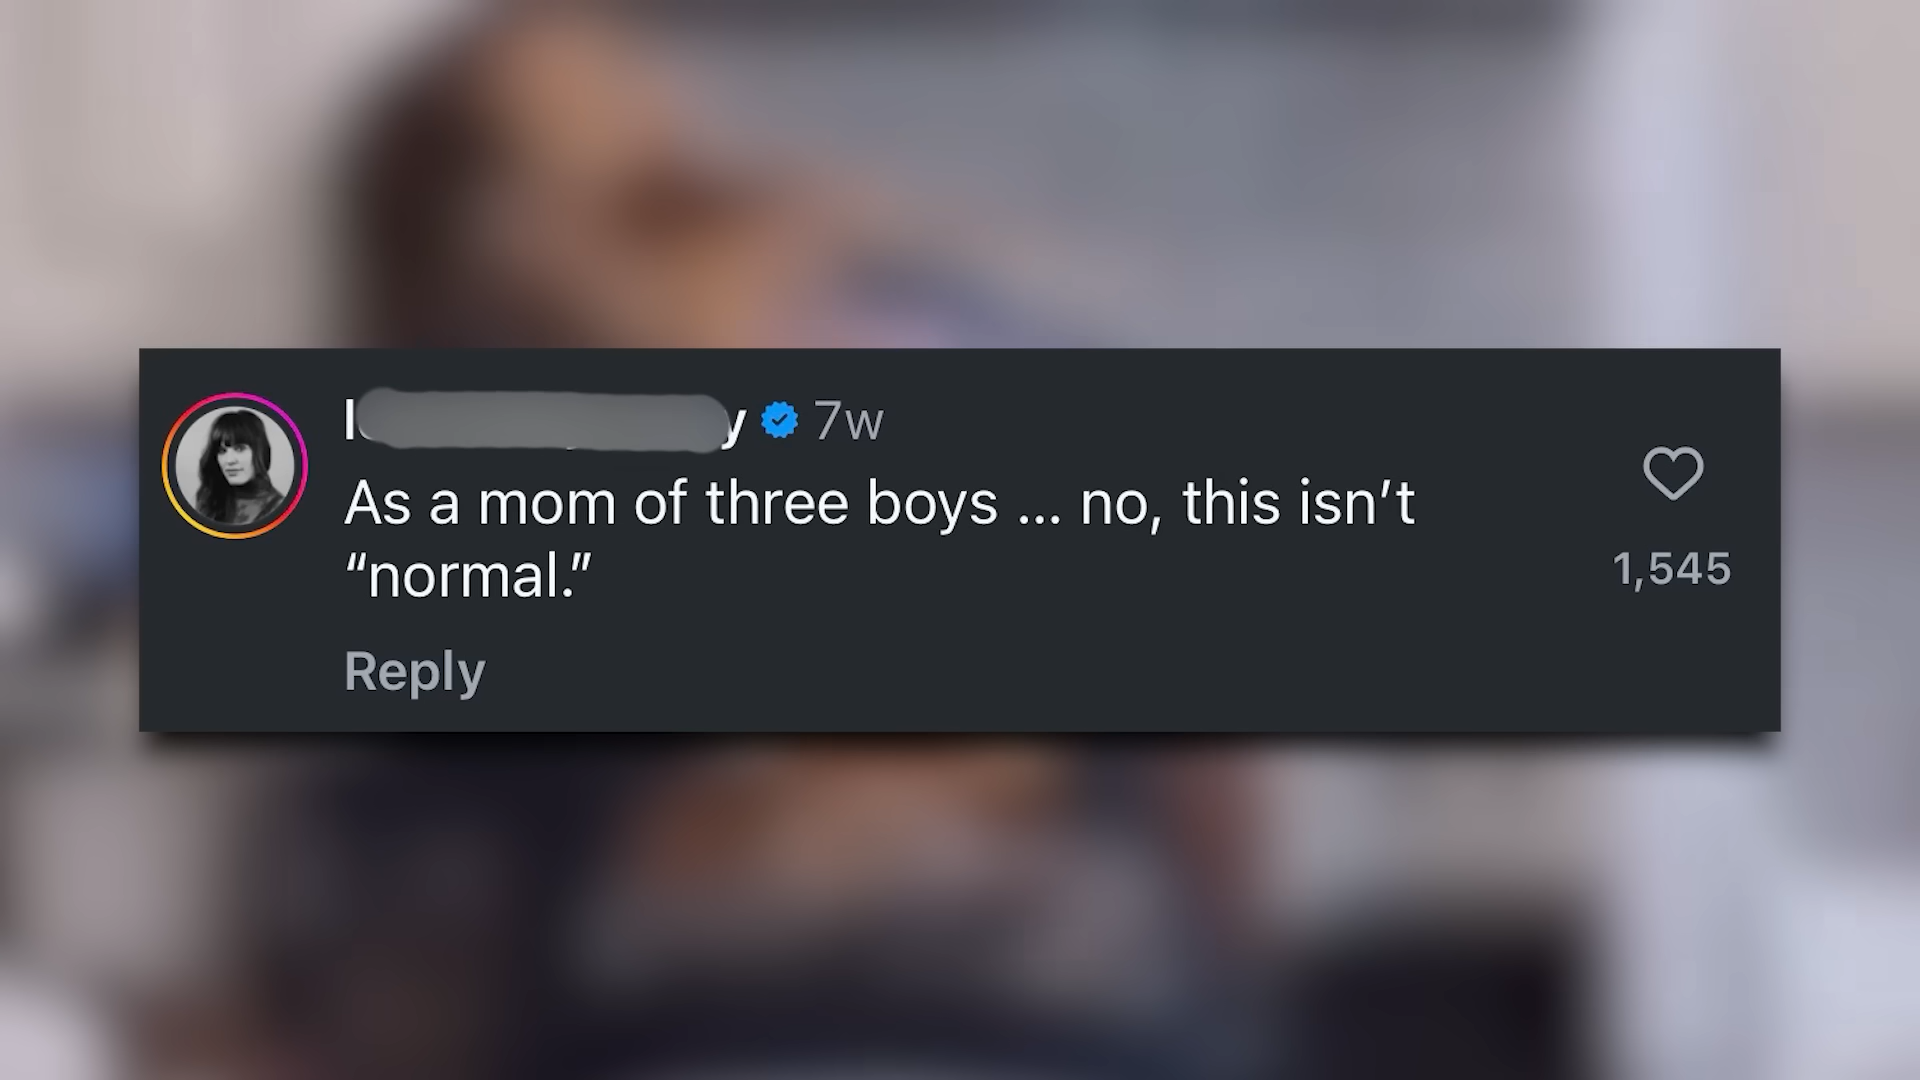 7w
As a mom of three boys ... no, this isn’t
“normal.”
1,545
Reply